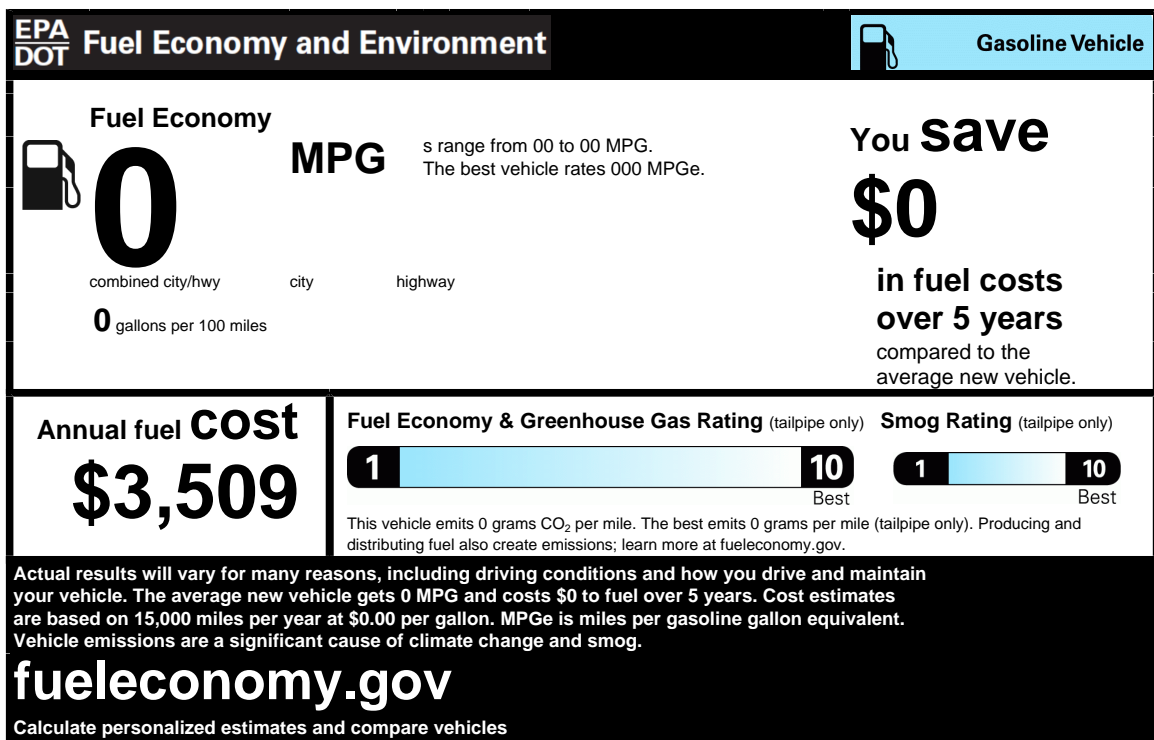 EPA
DOT
Fuel Economy and Environment
Gasoline Vehicle
Fuel Economy
0
MPG
s range from 00 to 00 MPG.
The best vehicle rates 000 MPGe.
combined city/hwy
city
highway
0 gallons per 100 miles
You save
$0
in fuel costs
over 5 years
compared to the
average new vehicle.
Annual fuel cost
$3,509
Fuel Economy & Greenhouse Gas Rating (tailpipe only)
1
10
Best
Smog Rating (tailpipe only)
1
10
Best
This vehicle emits 0 grams CO₂ per mile. The best emits 0 grams per mile (tailpipe only). Producing and
distributing fuel also create emissions; learn more at fueleconomy.gov.
Actual results will vary for many reasons, including driving conditions and how you drive and maintain
your vehicle. The average new vehicle gets 0 MPG and costs $0 to fuel over 5 years. Cost estimates
are based on 15,000 miles per year at $0.00 per gallon. MPGe is miles per gasoline gallon equivalent.
Vehicle emissions are a significant cause of climate change and smog.
fueleconomy.gov
Calculate personalized estimates and compare vehicles